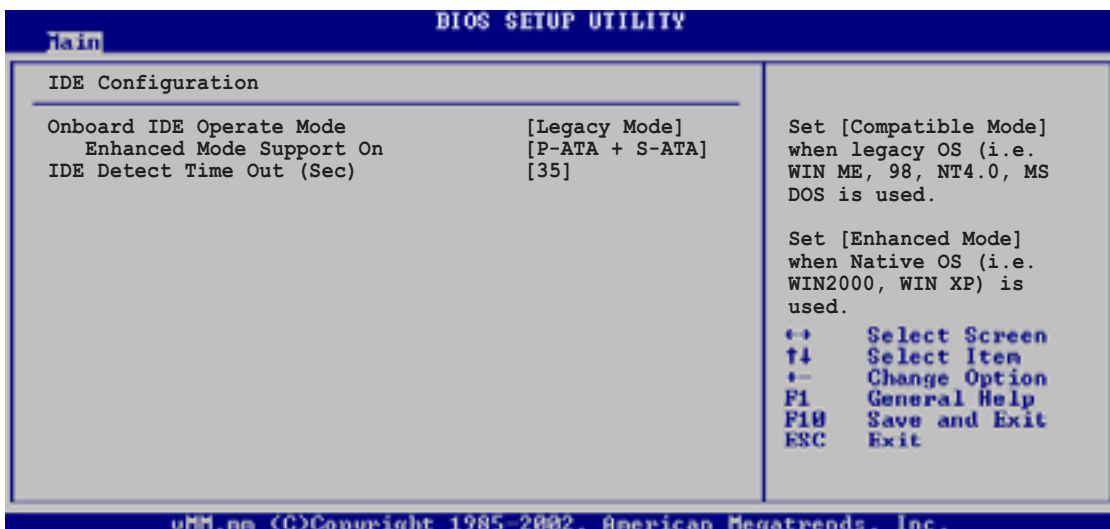 BIOS SETUP UTILITY
Main
IDE Configuration
Onboard IDE Operate Mode [Legacy Mode]
Enhanced Mode Support On [P-ATA + S-ATA]
IDE Detect Time Out (Sec) [35]
Set [Compatible Mode]
when legacy OS (i.e.
WIN ME, 98, NT4.0, MS
DOS is used.
Set [Enhanced Mode]
when Native OS (i.e.
WIN2000, WIN XP) is
used.
↔ Select Screen
↑↓ Select Item
+- Change Option
F1 General Help
F10 Save and Exit
ESC Exit
(C)Copyright 1985-2002, American Megatrends, Inc.